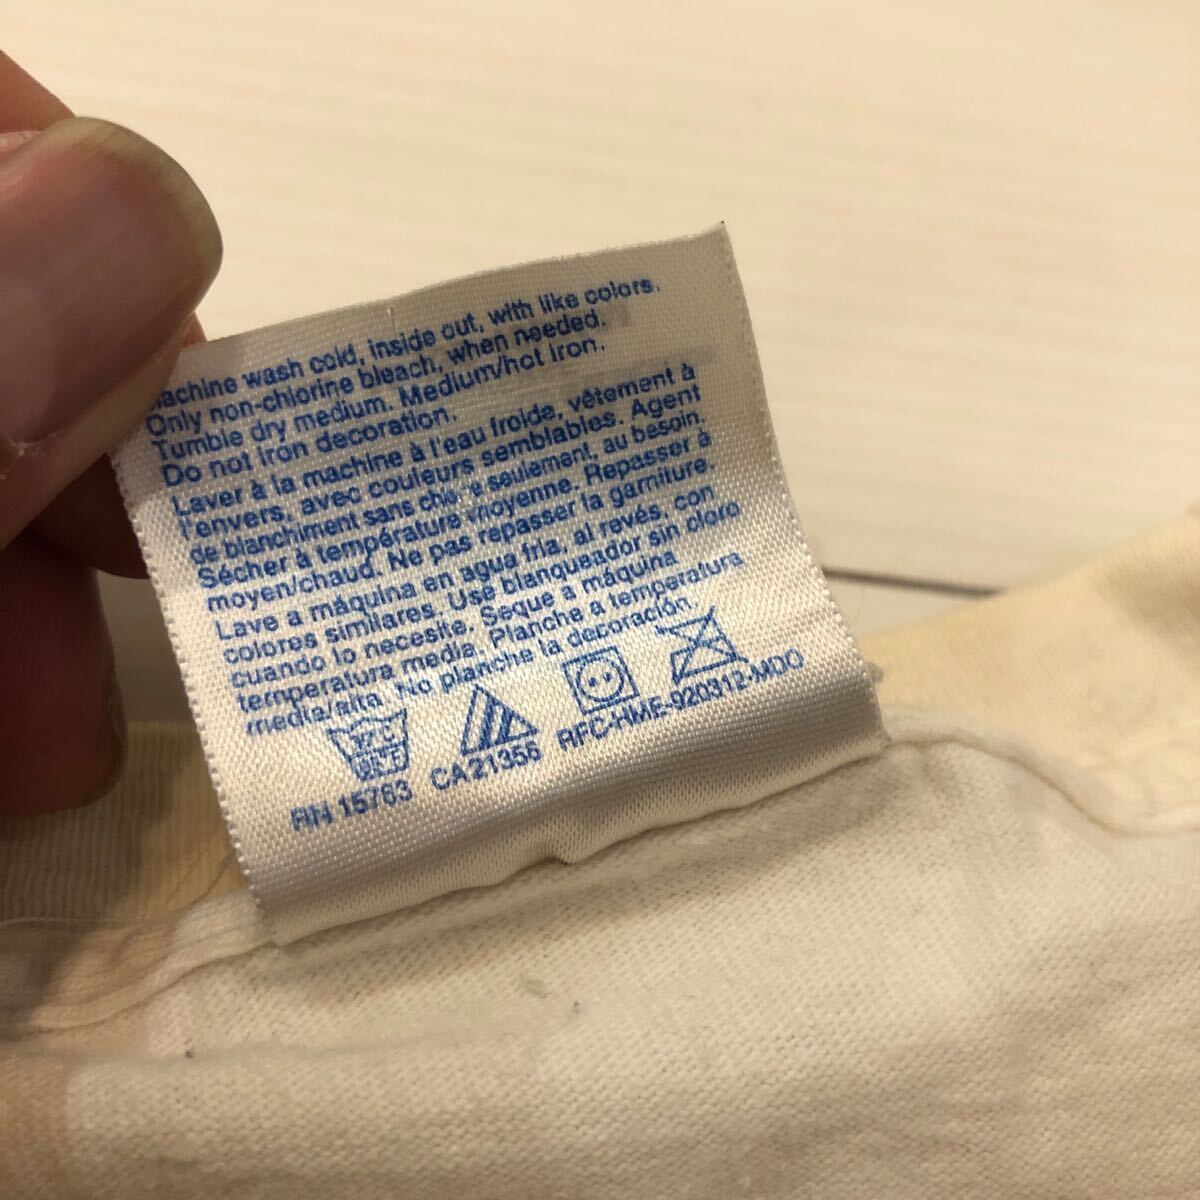 achine wash cold, inside out, with like colors.
Only non-chlorine bleach, when needed.
Tumble dry medium. Medium/hot iron.
Do not iron decoration.
Laver à la machine à l'eau froide, vêtement à
l'envers, avec couleurs semblables. Agent
de blanchiment sans chlore seulement, au besoin.
Sécher à température moyenne. Repasser à
moyen/chaud. Ne pas repasser la garniture.
Lave a máquina en agua fria, al revés, con
colores similares. Use blanqueador sin cloro
cuando lo necesite. Seque a máquina
temperatura media. Planche a temperatura
media/alta. No planche la decoración.
RN 15763 CA 21356 RFC-HME-920312-MDO